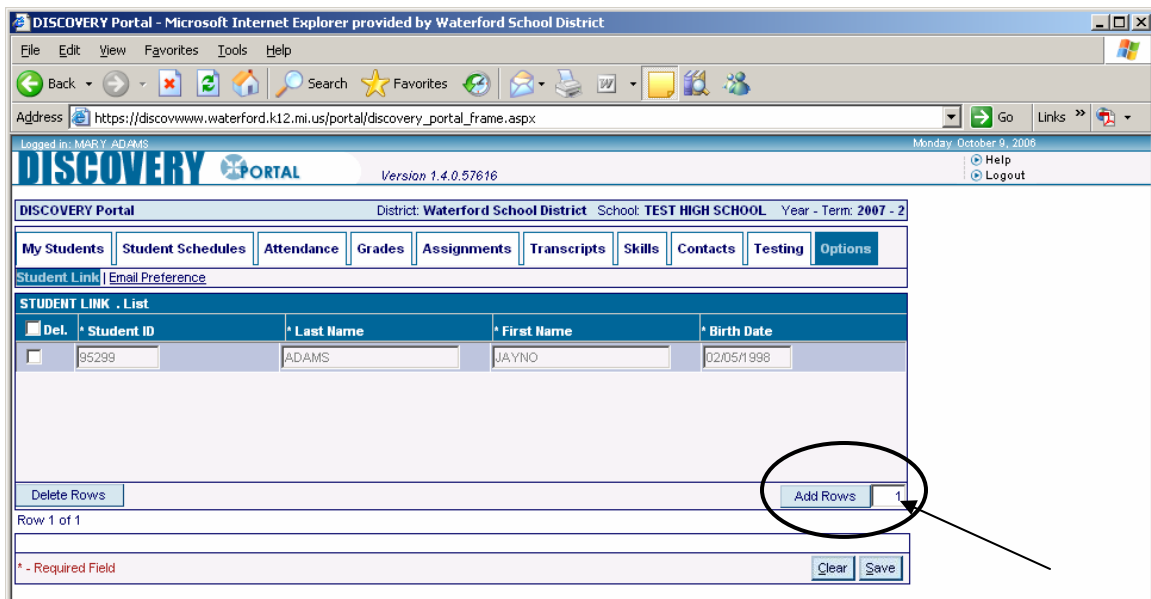 DISCOVERY Portal - Microsoft Internet Explorer provided by Waterford School District
File Edit View Favorites Tools Help
Back Search Favorites
Address https://discovwww.waterford.k12.mi.us/portal/discovery_portal_frame.aspx Go Links »
Logged in: MARY ADAMS Monday October 9, 2006
DISCOVERY PORTAL Version 1.4.0.57616
Help
Logout
DISCOVERY Portal District: Waterford School District School: TEST HIGH SCHOOL Year - Term: 2007 - 2
My Students Student Schedules Attendance Grades Assignments Transcripts Skills Contacts Testing Options
Student Link | Email Preference
STUDENT LINK . List
Del. * Student ID * Last Name * First Name * Birth Date
95299 ADAMS JAYNO 02/05/1998
Delete Rows Add Rows 1
Row 1 of 1
* - Required Field Clear Save